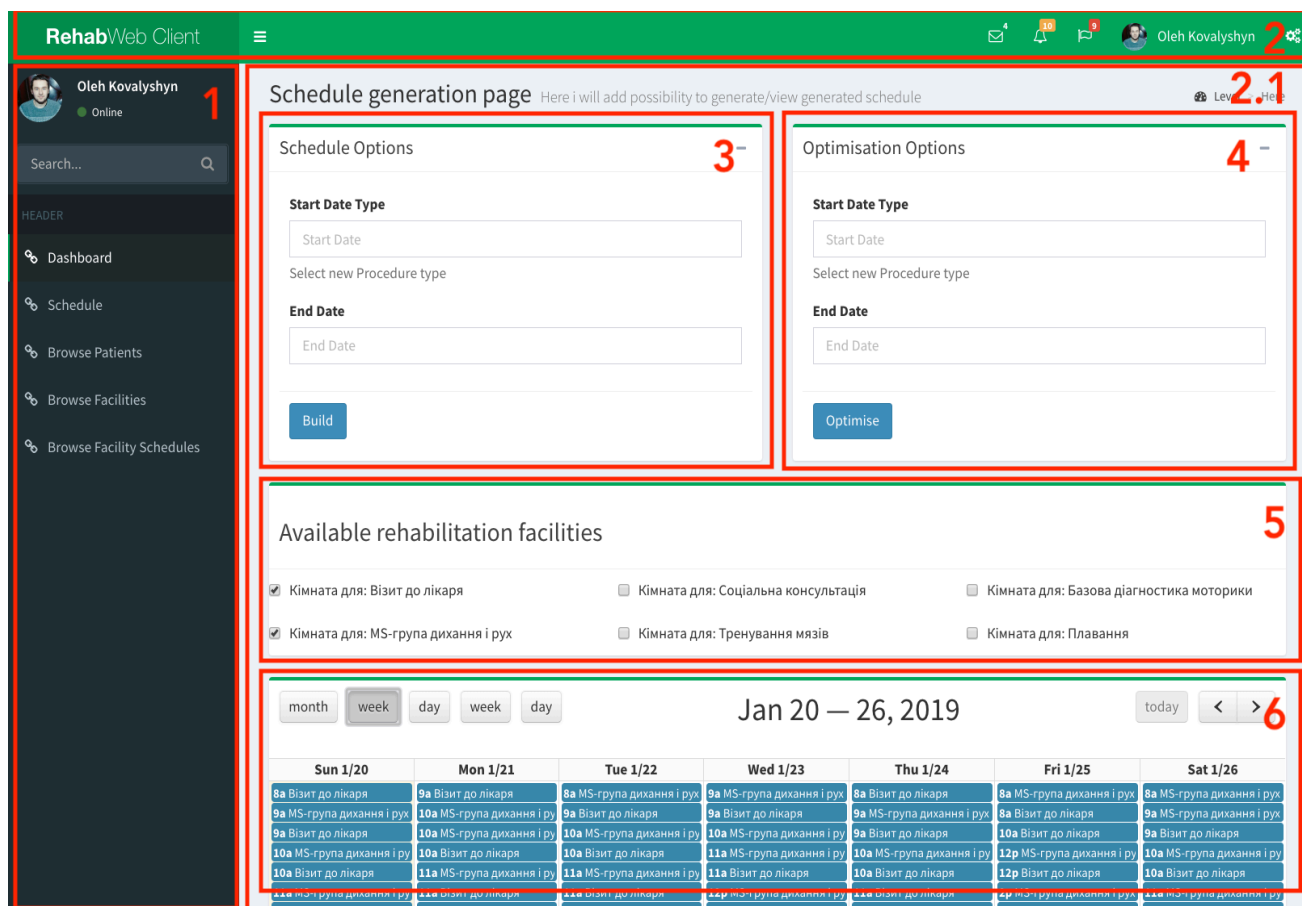 RehabWeb Client
4
10
9
Oleh Kovalyshyn
2
Oleh Kovalyshyn
Online
1
Search...
HEADER
Dashboard
Schedule
Browse Patients
Browse Facilities
Browse Facility Schedules
Schedule generation page Here i will add possibility to generate/view generated schedule
2.1
Here
Schedule Options
3
Start Date Type
Start Date
Select new Procedure type
End Date
End Date
Build
Optimisation Options
4
Start Date Type
Start Date
Select new Procedure type
End Date
End Date
Optimise
Available rehabilitation facilities
5
Кімната для: Візит до лікаря Кімната для: Соціальна консультація Кімната для: Базова діагностика моторики
Кімната для: MS-група дихання і рух Кімната для: Тренування мязів Кімната для: Плавання
month week day week day Jan 20 — 26, 2019 today
6
Sun 1/20 Mon 1/21 Tue 1/22 Wed 1/23 Thu 1/24 Fri 1/25 Sat 1/26
8a Візит до лікаря 9a Візит до лікаря 8a MS-група дихання і рух 9a MS-група дихання і рух 8a Візит до лікаря 8a MS-група дихання і рух 8a MS-група дихання і рух
9a MS-група дихання і рух 10a MS-група дихання і ру 9a Візит до лікаря 9a Візит до лікаря 9a MS-група дихання і рух 8a Візит до лікаря 9a MS-група дихання і рух
9a Візит до лікаря 10a MS-група дихання і ру 10a MS-група дихання і ру 10a MS-група дихання і ру 9a Візит до лікаря 10a Візит до лікаря 9a Візит до лікаря
10a MS-група дихання і ру 10a Візит до лікаря 10a Візит до лікаря 11a MS-група дихання і ру 10a MS-група дихання і ру 12p MS-група дихання і ру 10a MS-група дихання і ру
10a Візит до лікаря 11a MS-група дихання і ру 11a MS-група дихання і ру 11a Візит до лікаря 10a Візит до лікаря 12p Візит до лікаря 10a Візит до лікаря